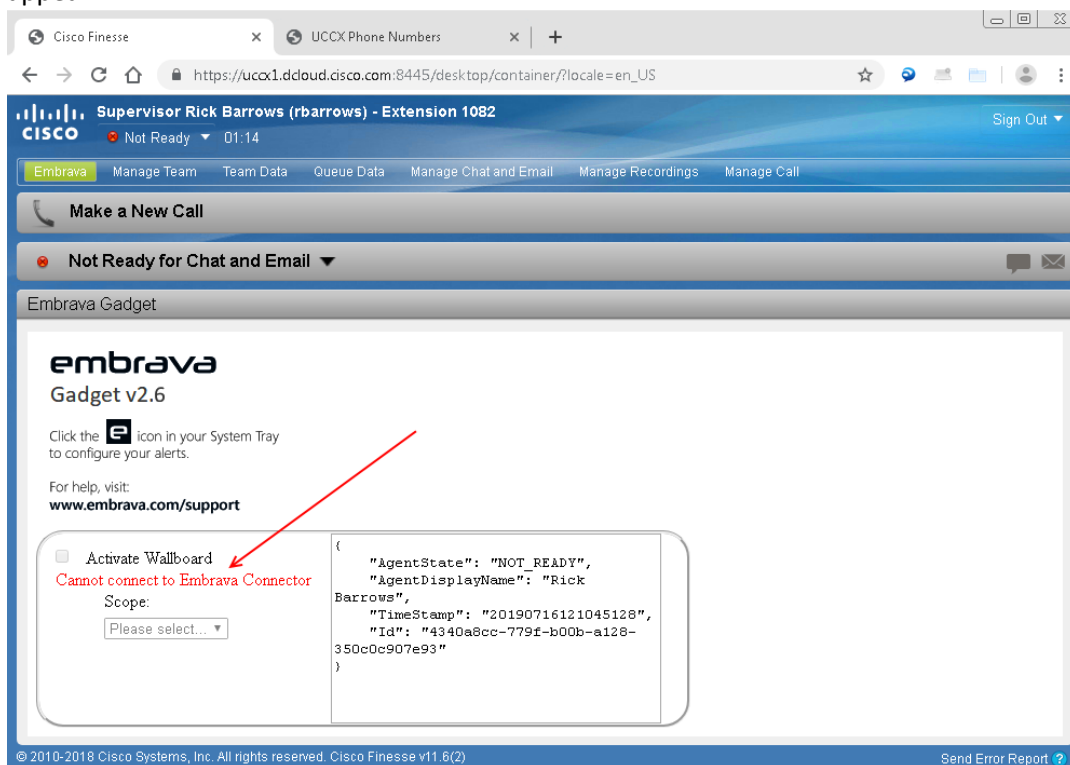 Cisco Finesse
UCCX Phone Numbers
https://uccx1.dcloud.cisco.com:8445/desktop/container/?locale=en_US
CISCO
Supervisor Rick Barrows (rbarrows) - Extension 1082
Not Ready 01:14
Sign Out
Embrava Manage Team Team Data Queue Data Manage Chat and Email Manage Recordings Manage Call
Make a New Call
Not Ready for Chat and Email
Embrava Gadget
embrava
Gadget v2.6
Click the e icon in your System Tray
to configure your alerts.
For help, visit:
www.embrava.com/support
Activate Wallboard
Cannot connect to Embrava Connector
Scope:
Please select...
{
"AgentState": "NOT_READY",
"AgentDisplayName": "Rick
Barrows",
"TimeStamp": "20190716121045128",
"Id": "4340a8cc-779f-b00b-a128-
350c0c907e93"
}
© 2010-2018 Cisco Systems, Inc. All rights reserved. Cisco Finesse v11.6(2)
Send Error Report ?